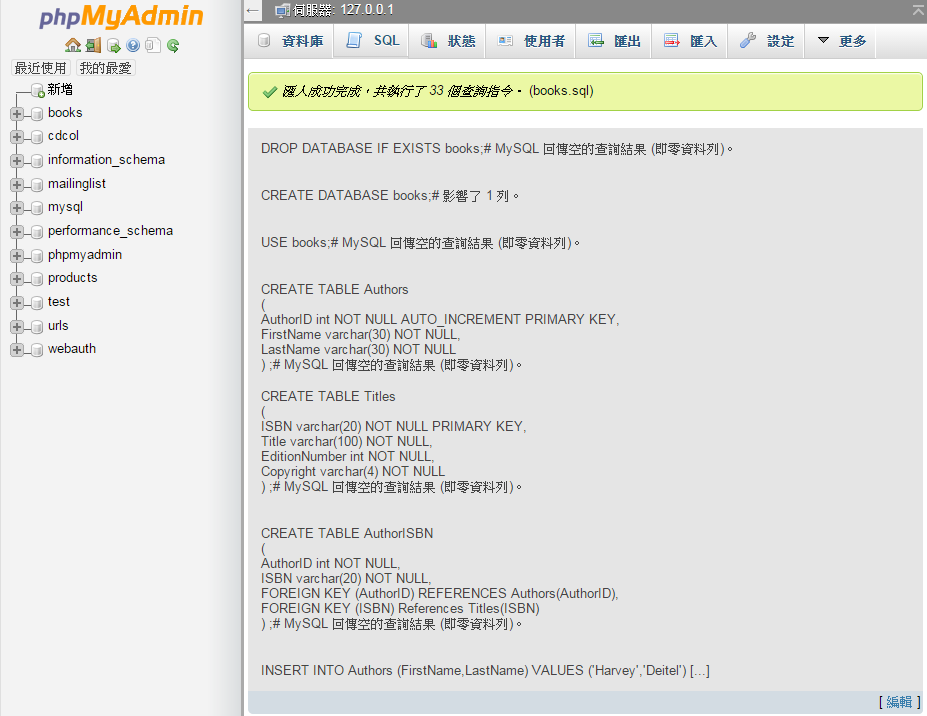 phpMyAdmin
最近使用 我的最愛
新增
books
cdcol
information_schema
mailinglist
mysql
performance_schema
phpmyadmin
products
test
urls
webauth
伺服器: 127.0.0.1
資料庫 SQL 狀態 使用者 匯出 匯入 設定 更多
匯入成功完成，共執行了 33 個查詢指令。 (books.sql)
DROP DATABASE IF EXISTS books;# MySQL 回傳空的查詢結果 (即零資料列)。
CREATE DATABASE books;# 影響了 1 列。
USE books;# MySQL 回傳空的查詢結果 (即零資料列)。
CREATE TABLE Authors
(
AuthorID int NOT NULL AUTO_INCREMENT PRIMARY KEY,
FirstName varchar(30) NOT NULL,
LastName varchar(30) NOT NULL
) ;# MySQL 回傳空的查詢結果 (即零資料列)。
CREATE TABLE Titles
(
ISBN varchar(20) NOT NULL PRIMARY KEY,
Title varchar(100) NOT NULL,
EditionNumber int NOT NULL,
Copyright varchar(4) NOT NULL
) ;# MySQL 回傳空的查詢結果 (即零資料列)。
CREATE TABLE AuthorISBN
(
AuthorID int NOT NULL,
ISBN varchar(20) NOT NULL,
FOREIGN KEY (AuthorID) REFERENCES Authors(AuthorID),
FOREIGN KEY (ISBN) References Titles(ISBN)
) ;# MySQL 回傳空的查詢結果 (即零資料列)。
INSERT INTO Authors (FirstName,LastName) VALUES ('Harvey','Deitel') [...]
[ 編輯 ]